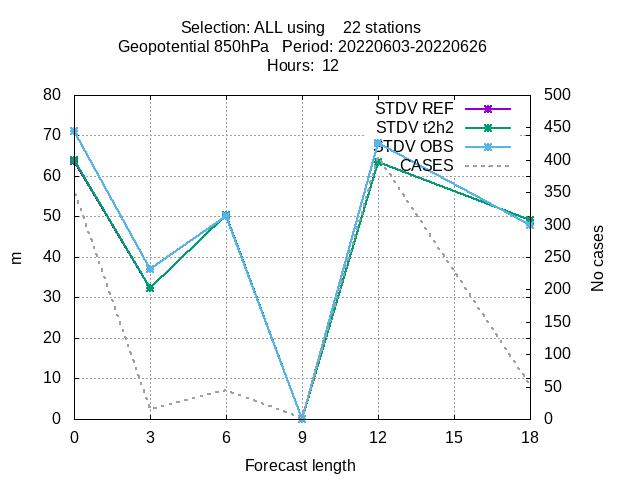 Selection: ALL using    22 stations
Geopotential 850hPa   Period: 20220603-20220626
Hours:  12
80 500
70 450
60 400
50 350
40 300
30 250
20 200
10 150
0 100
50
0
STDV REF
STDV t2h2
STDV OBS
CASES
m
No cases
0 3 6 9 12 15 18
Forecast length